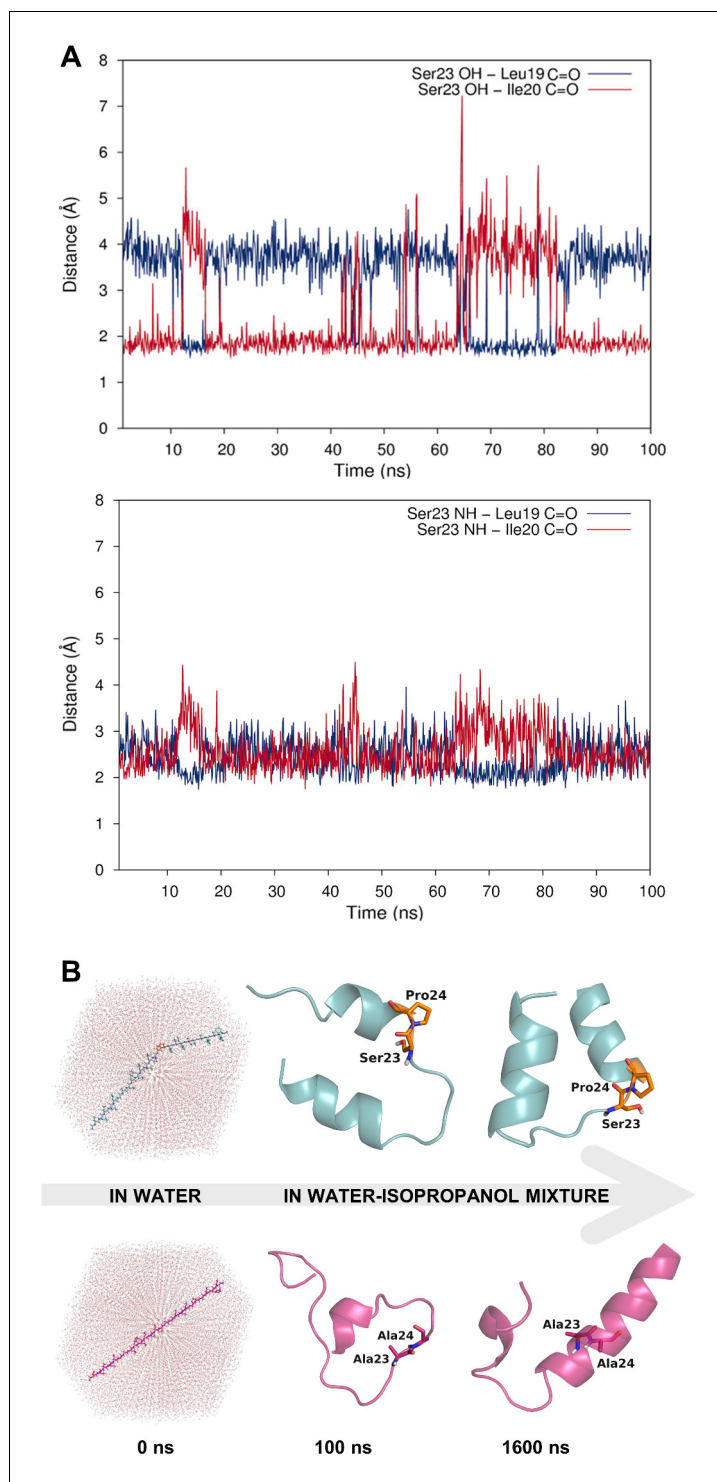 A
Ser23 OH – Leu19 C=O
Ser23 OH – Ile20 C=O
8
7
6
5
4
3
2
1
0
Distance (Å)
10 20 30 40 50 60 70 80 90 100
Time (ns)
Ser23 NH – Leu19 C=O
Ser23 NH – Ile20 C=O
8
7
6
5
4
3
2
1
0
Distance (Å)
10 20 30 40 50 60 70 80 90 100
Time (ns)
B
Pro24
Ser23
Pro24
Ser23
IN WATER IN WATER-ISOPROPANOL MIXTURE
Ala24
Ala23
Ala23
Ala24
0 ns 100 ns 1600 ns